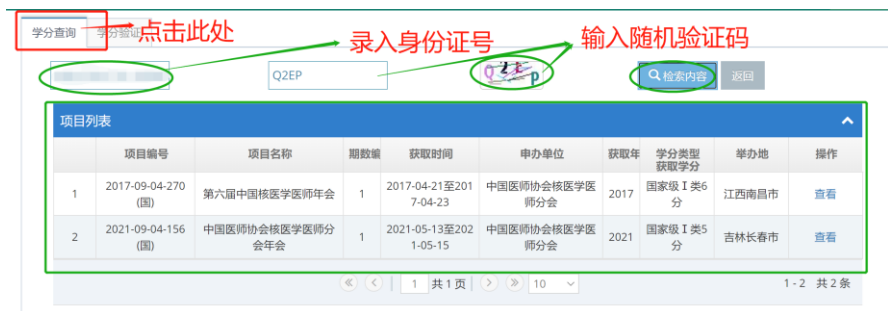 学分查询 学分验证 点击此处 录入身份证号 输入随机验证码
Q2EP Q2EP 检索内容 返回
项目列表
项目编号 项目名称 期数编 获取时间 申办单位 获取年 学分类型 举办地 操作
获取学分
1 2017-09-04-270 第六届中国核医学医师年会 1 2017-04-21至201 中国医师协会核医学医 2017 国家级Ⅰ类6 江西南昌市 查看
(国) 7-04-23 师分会 分
2 2021-09-04-156 中国医师协会核医学医师分 1 2021-05-13至202 中国医师协会核医学医 2021 国家级Ⅰ类5 吉林长春市 查看
(国) 会年会 1-05-15 师分会 分
1 共1页 10 1-2 共2条